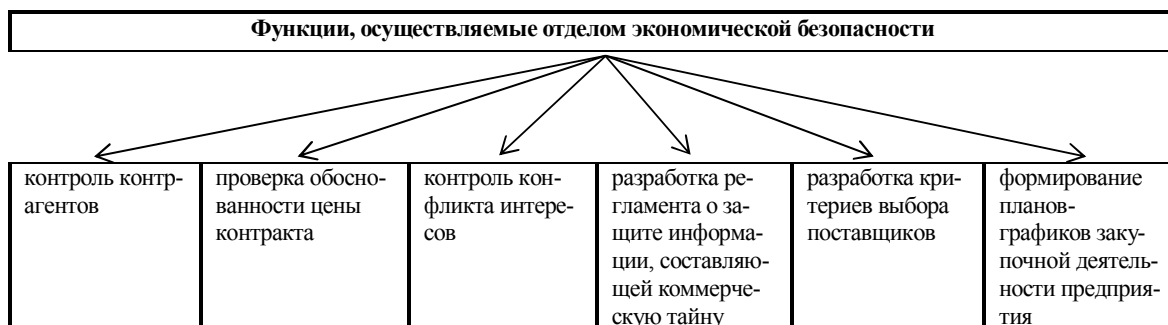 Функции, осуществляемые отделом экономической безопасности
контроль контр-
агентов
проверка обосно-
ванности цены
контракта
контроль кон-
фликта интере-
сов
разработка ре-
гламента о за-
щите информа-
ции, составляю-
щей коммерче-
скую тайну
разработка кри-
териев выбора
поставщиков
формирование
планов-
графиков заку-
почной деятель-
ности предприя-
тия